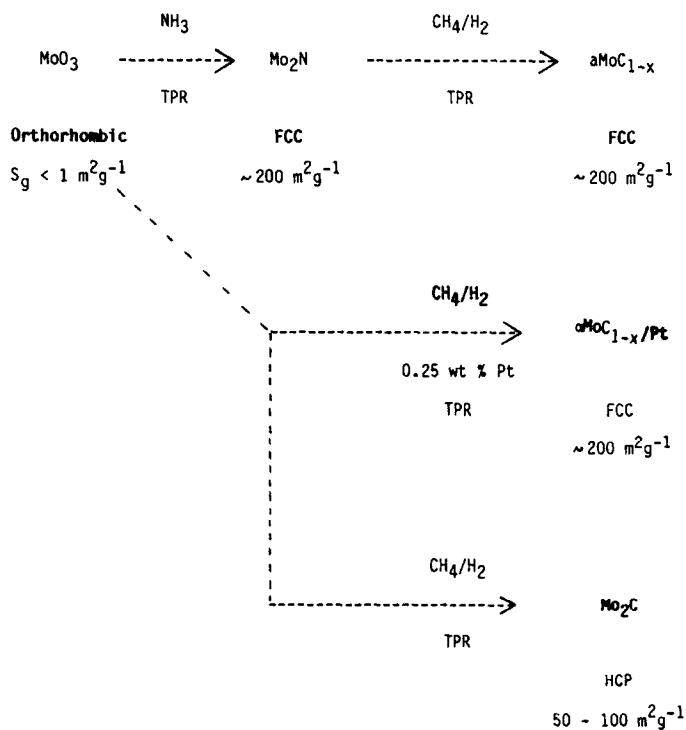 NH3 CH4/H2
MoO3 Mo2N aMoC1-x
TPR TPR
Orthorhombic FCC FCC
Sg < 1 m²g⁻¹ ~200 m²g⁻¹ ~200 m²g⁻¹
CH4/H2
αMoC1-x/Pt
0.25 wt % Pt
TPR FCC
~200 m²g⁻¹
CH4/H2
Mo2C
TPR
HCP
50 - 100 m²g⁻¹